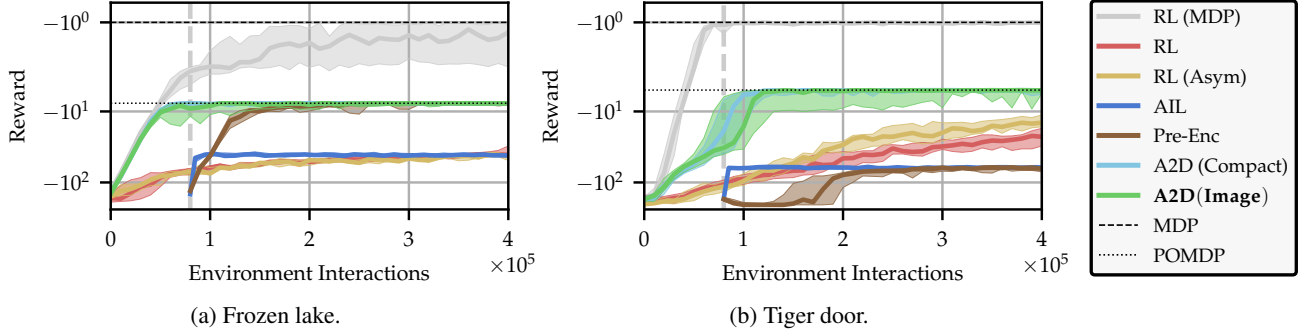 Reward
-10⁰
-10¹
-10²
0
1
2
3
4
×10⁵
Environment Interactions
(a) Frozen lake.
Reward
-10⁰
-10¹
-10²
0
1
2
3
4
×10⁵
Environment Interactions
(b) Tiger door.
RL (MDP)
RL
RL (Asym)
AIL
Pre-Enc
A2D (Compact)
A2D(Image)
MDP
POMDP